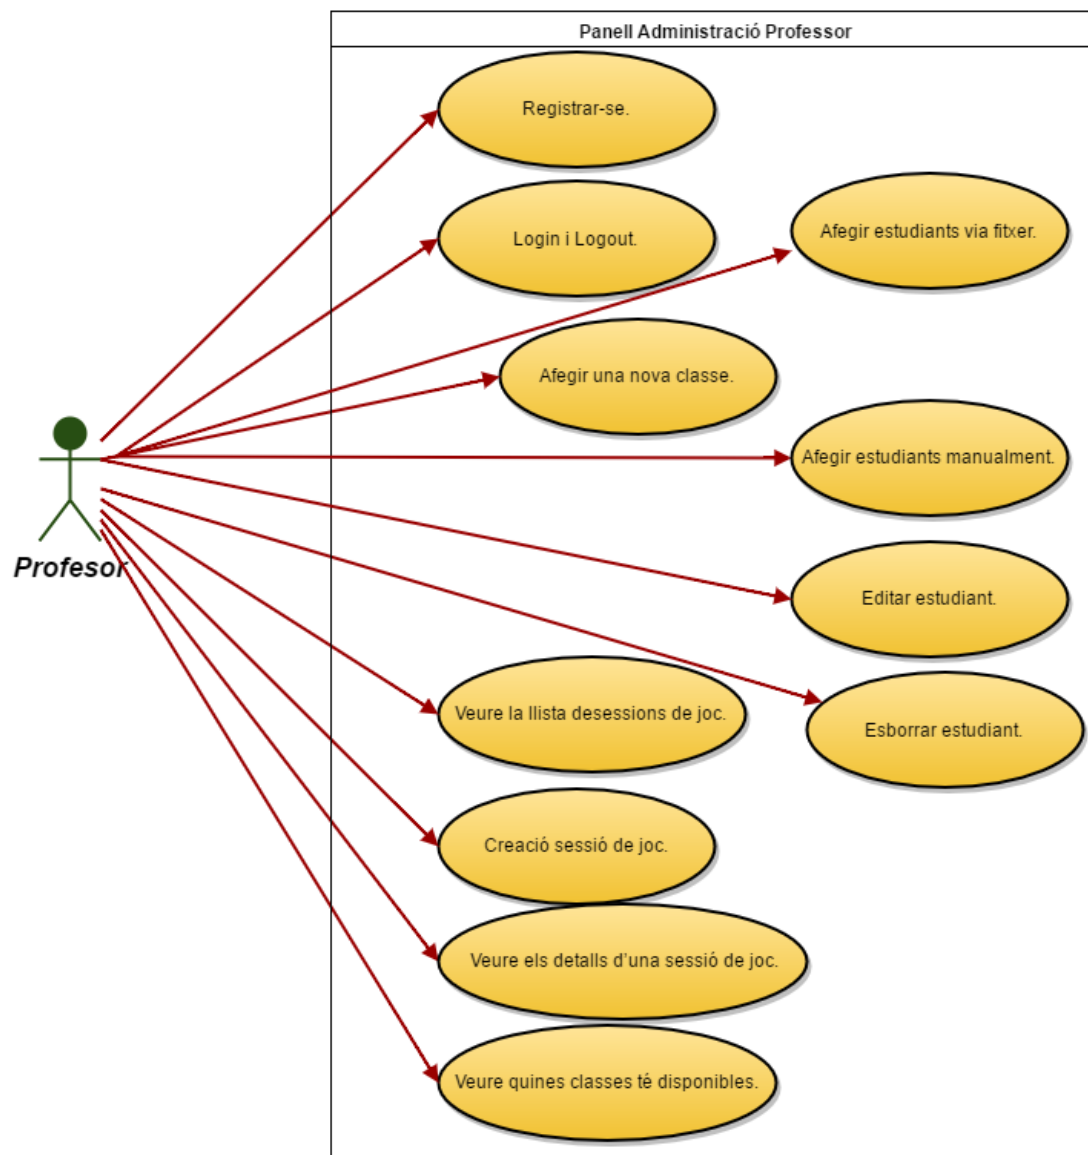 Panell Administració Professor
Registrar-se.
Login i Logout.
Afegir estudiants via fitxer.
Afegir una nova classe.
Afegir estudiants manualment.
Profesor
Editar estudiant.
Veure la llista desessions de joc.
Esborrar estudiant.
Creació sessió de joc.
Veure els detalls d’una sessió de joc.
Veure quines classes té disponibles.